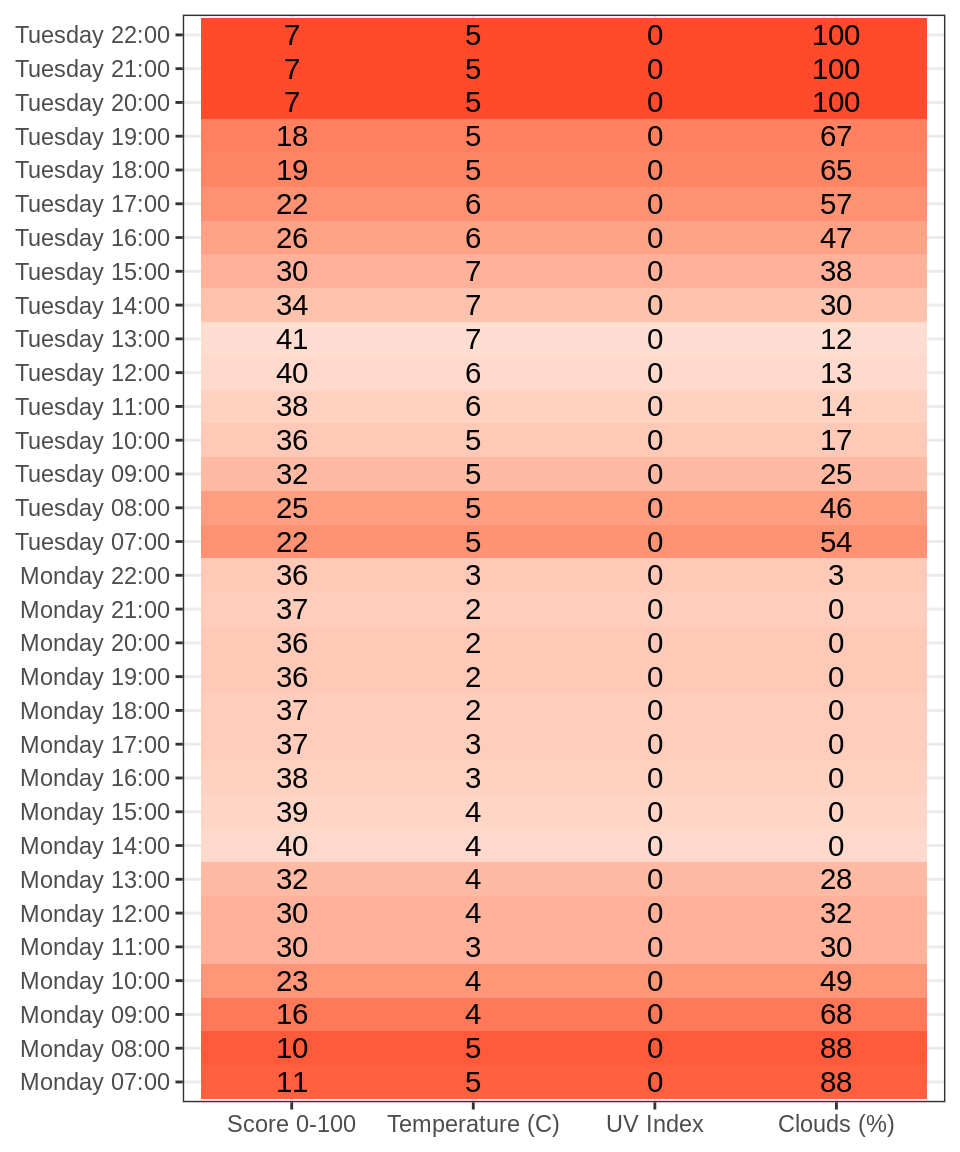 Tuesday 22:00 7 5 0 100
Tuesday 21:00 7 5 0 100
Tuesday 20:00 7 5 0 100
Tuesday 19:00 18 5 0 67
Tuesday 18:00 19 5 0 65
Tuesday 17:00 22 6 0 57
Tuesday 16:00 26 6 0 47
Tuesday 15:00 30 7 0 38
Tuesday 14:00 34 7 0 30
Tuesday 13:00 41 7 0 12
Tuesday 12:00 40 6 0 13
Tuesday 11:00 38 6 0 14
Tuesday 10:00 36 5 0 17
Tuesday 09:00 32 5 0 25
Tuesday 08:00 25 5 0 46
Tuesday 07:00 22 5 0 54
Monday 22:00 36 3 0 3
Monday 21:00 37 2 0 0
Monday 20:00 36 2 0 0
Monday 19:00 36 2 0 0
Monday 18:00 37 2 0 0
Monday 17:00 37 3 0 0
Monday 16:00 38 3 0 0
Monday 15:00 39 4 0 0
Monday 14:00 40 4 0 0
Monday 13:00 32 4 0 28
Monday 12:00 30 4 0 32
Monday 11:00 30 3 0 30
Monday 10:00 23 4 0 49
Monday 09:00 16 4 0 68
Monday 08:00 10 5 0 88
Monday 07:00 11 5 0 88
Score 0-100 Temperature (C) UV Index Clouds (%)